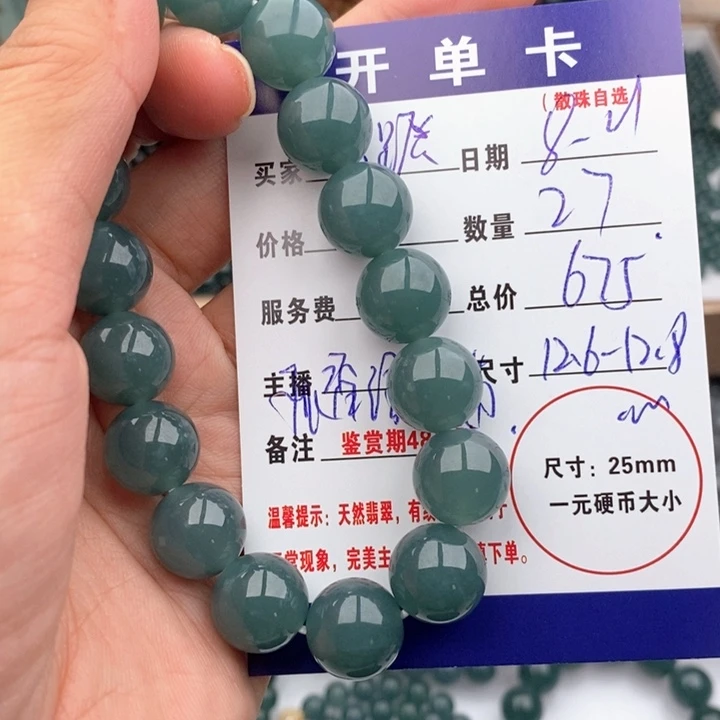 开单卡
（散珠自选
买家 日期 8-21
价格 数量 27
服务费 总价 675
主播 尺寸 12.6-12.8
备注 鉴赏期48
尺寸：25mm
一元硬币大小
温馨提示：天然翡翠，有
常现象，完美主 下单。